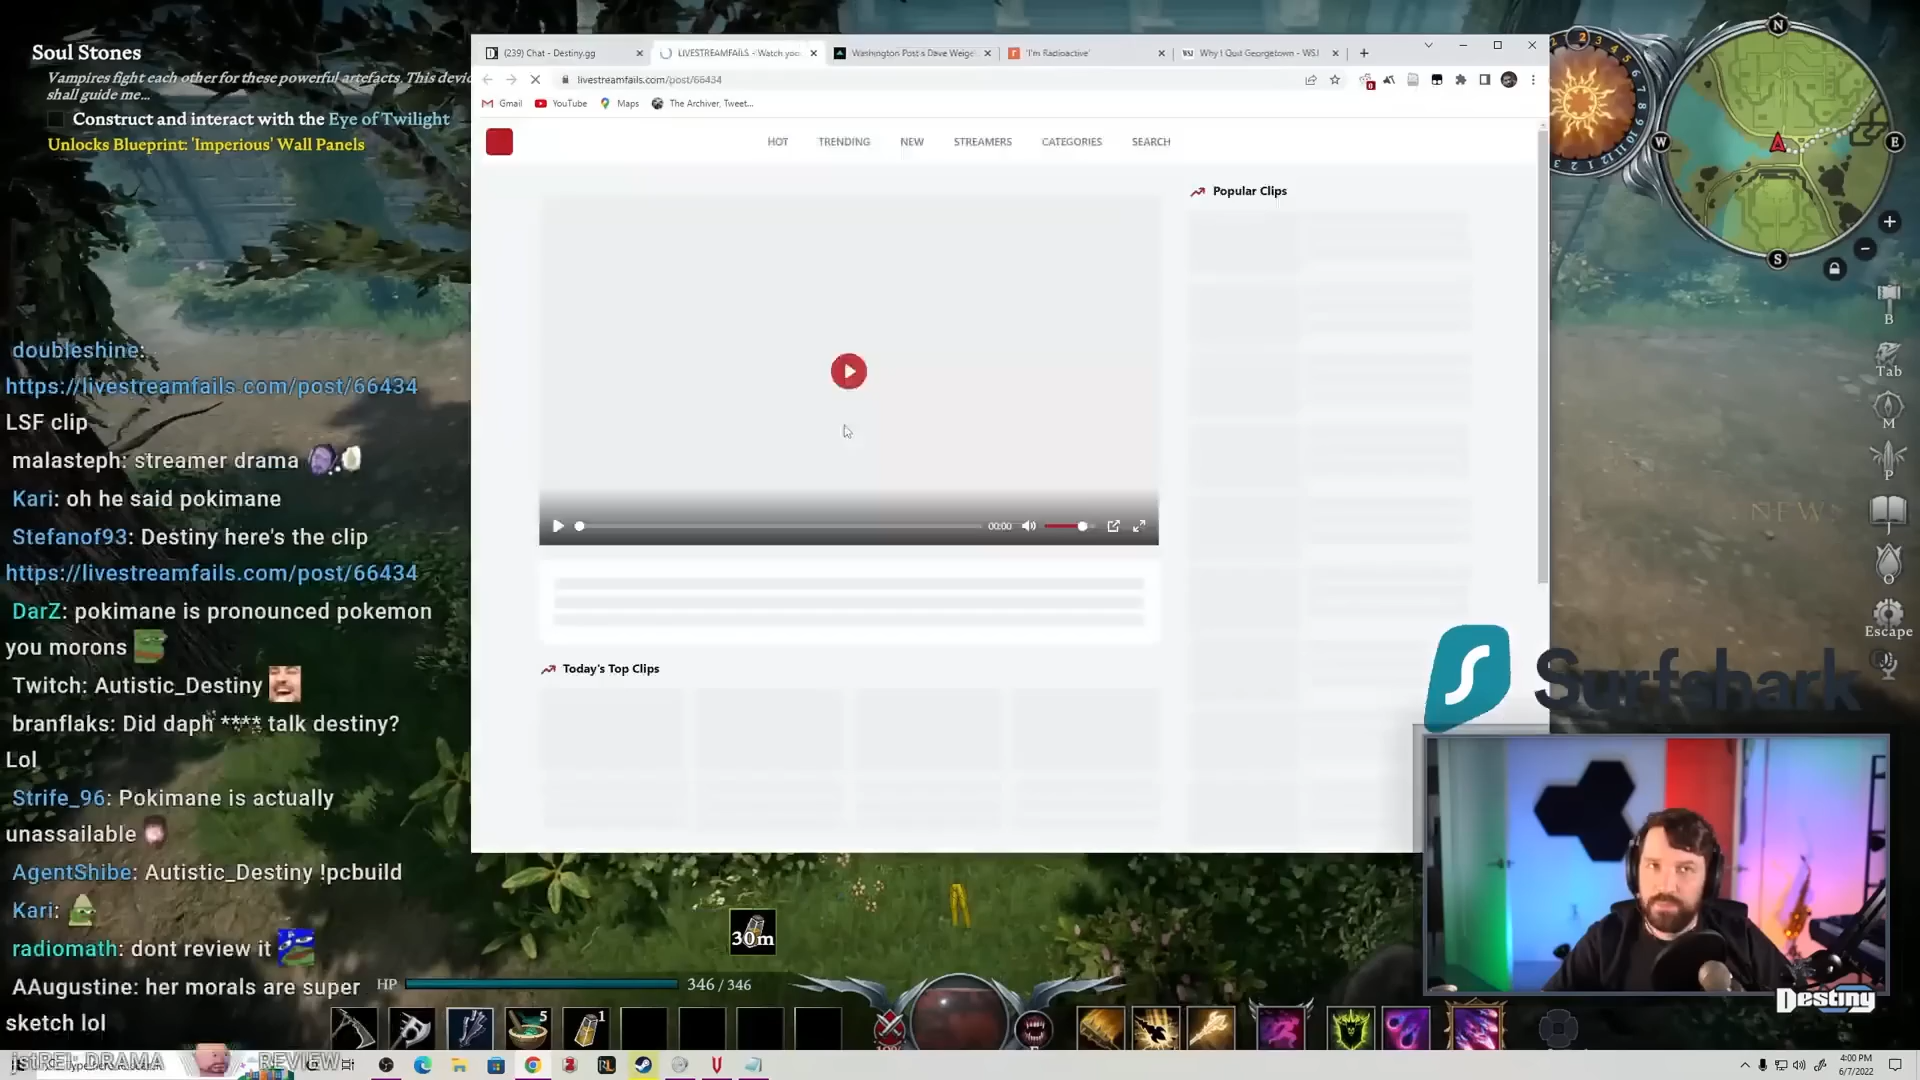 Soul Stones
Vampires fight each other for these powerful artefacts. This
shall guide me...
Construct and interact with the Eye of Twilight
Unlocks Blueprint: 'Imperious' Wall Panels
doubleshine:
https://livestreamfails.com/post/66434
LSF clip
malasteph: streamer drama
Kari: oh he said pokimane
Stefanof93: Destiny here's the clip
https://livestreamfails.com/post/66434
DarZ: pokimane is pronounced pokemon
you morons
Twitch: Autistic_Destiny
branflaks: Did daph **** talk destiny?
Lol
Strife_96: Pokimane is actually
unassailable
AgentShibe: Autistic_Destiny !pcbuild
Kari:
radiomath: dont review it
AAugustine: her morals are super
sketch lol
DRAMA REVIEW
(239) Chat - Destiny.gg
LIVESTREAMFAILS - Watch you
Washington Post's Dave Weige
'I'm Radioactive'
Why I Quit Georgetown - WSJ
livestreamfails.com/post/66434
Gmail YouTube Maps The Archiver, Tweet...
HOT TRENDING NEW STREAMERS CATEGORIES SEARCH
Popular Clips
00:00
Today's Top Clips
N
W
E
S
B
Tab
M
P
NEW
J
O
Escape
Surfshark
Destiny
30m
HP 346 / 346
5
1
4:00 PM
6/7/2022